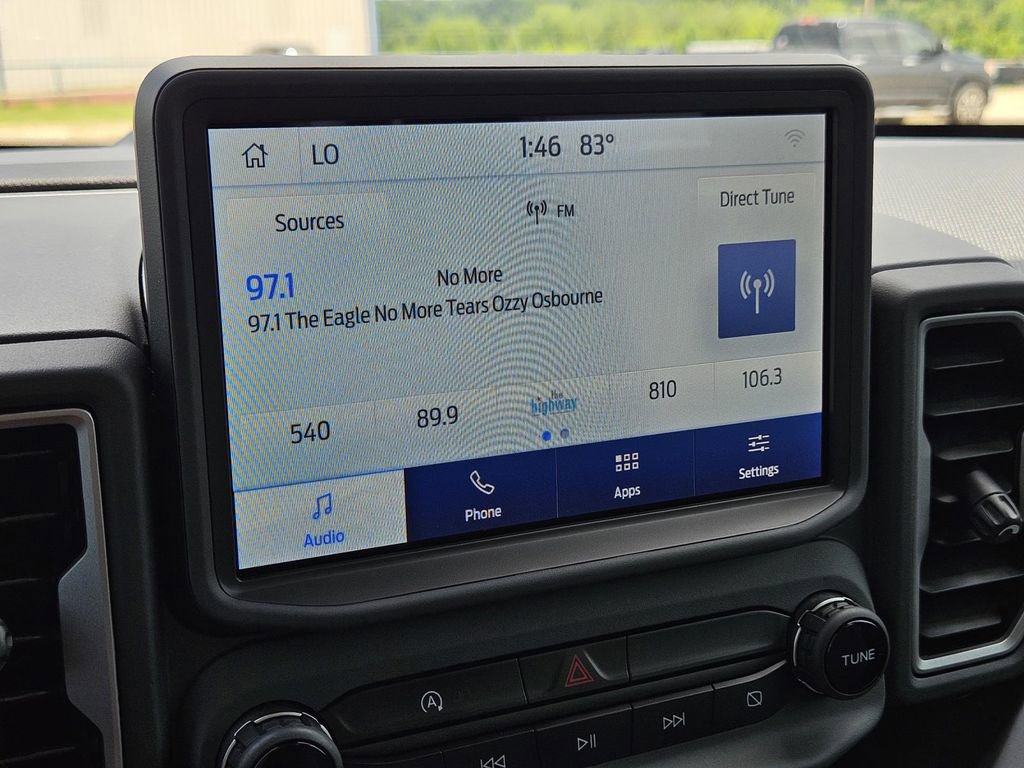 LO 1:46 83°
Sources FM Direct Tune
97.1 No More
97.1 The Eagle No More Tears Ozzy Osbourne
540 89.9 the highway 810 106.3
Audio Phone Apps Settings
A
TUNE